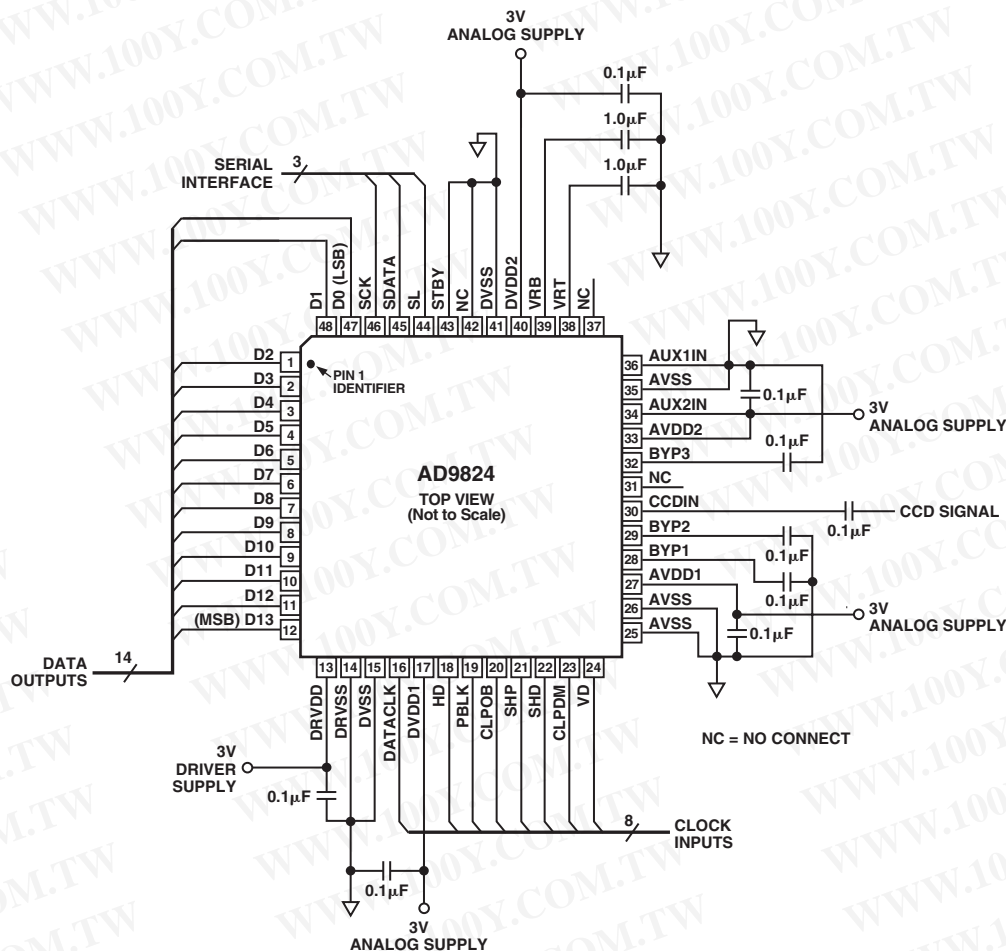 3V
ANALOG SUPPLY
0.1µF
1.0µF
1.0µF
SERIAL
INTERFACE
3
D1
D0 (LSB)
SCK
SDATA
SL
STBY
NC
DVSS
DVDD2
VRB
VRT
NC
48 47 46 45 44 43 42 41 40 39 38 37
D2 1
D3 2
D4 3
D5 4
D6 5
D7 6
D8 7
D9 8
D10 9
D11 10
D12 11
(MSB) D13 12
PIN 1
IDENTIFIER
AD9824
TOP VIEW
(Not to Scale)
36 AUX1IN
35 AVSS
34 AUX2IN
33 AVDD2
32 BYP3
31 NC
30 CCDIN
29 BYP2
28 BYP1
27 AVDD1
26 AVSS
25 AVSS
0.1µF
3V
ANALOG SUPPLY
0.1µF
CCD SIGNAL
0.1µF
0.1µF
0.1µF
3V
ANALOG SUPPLY
0.1µF
DATA
OUTPUTS
14
13 14 15 16 17 18 19 20 21 22 23 24
DRVDD
DRVSS
DVSS
DATACLK
DVDD1
HD
PBLK
CLPOB
SHP
SHD
CLPDM
VD
NC = NO CONNECT
3V
DRIVER
SUPPLY
0.1µF
8
CLOCK
INPUTS
0.1µF
3V
ANALOG SUPPLY
WWW.100Y.COM.TW